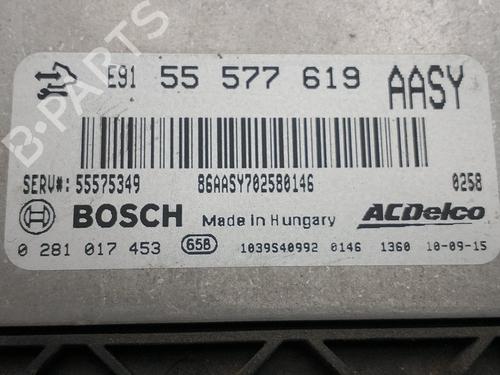 E91 55 577 619 AASY
SERV#: 55575349 86AASY702580146 0258
BOSCH Made in Hungary ACDelco
0 281 017 453 658 1039S40992 0146 1360 10-09-15
B-PARTS